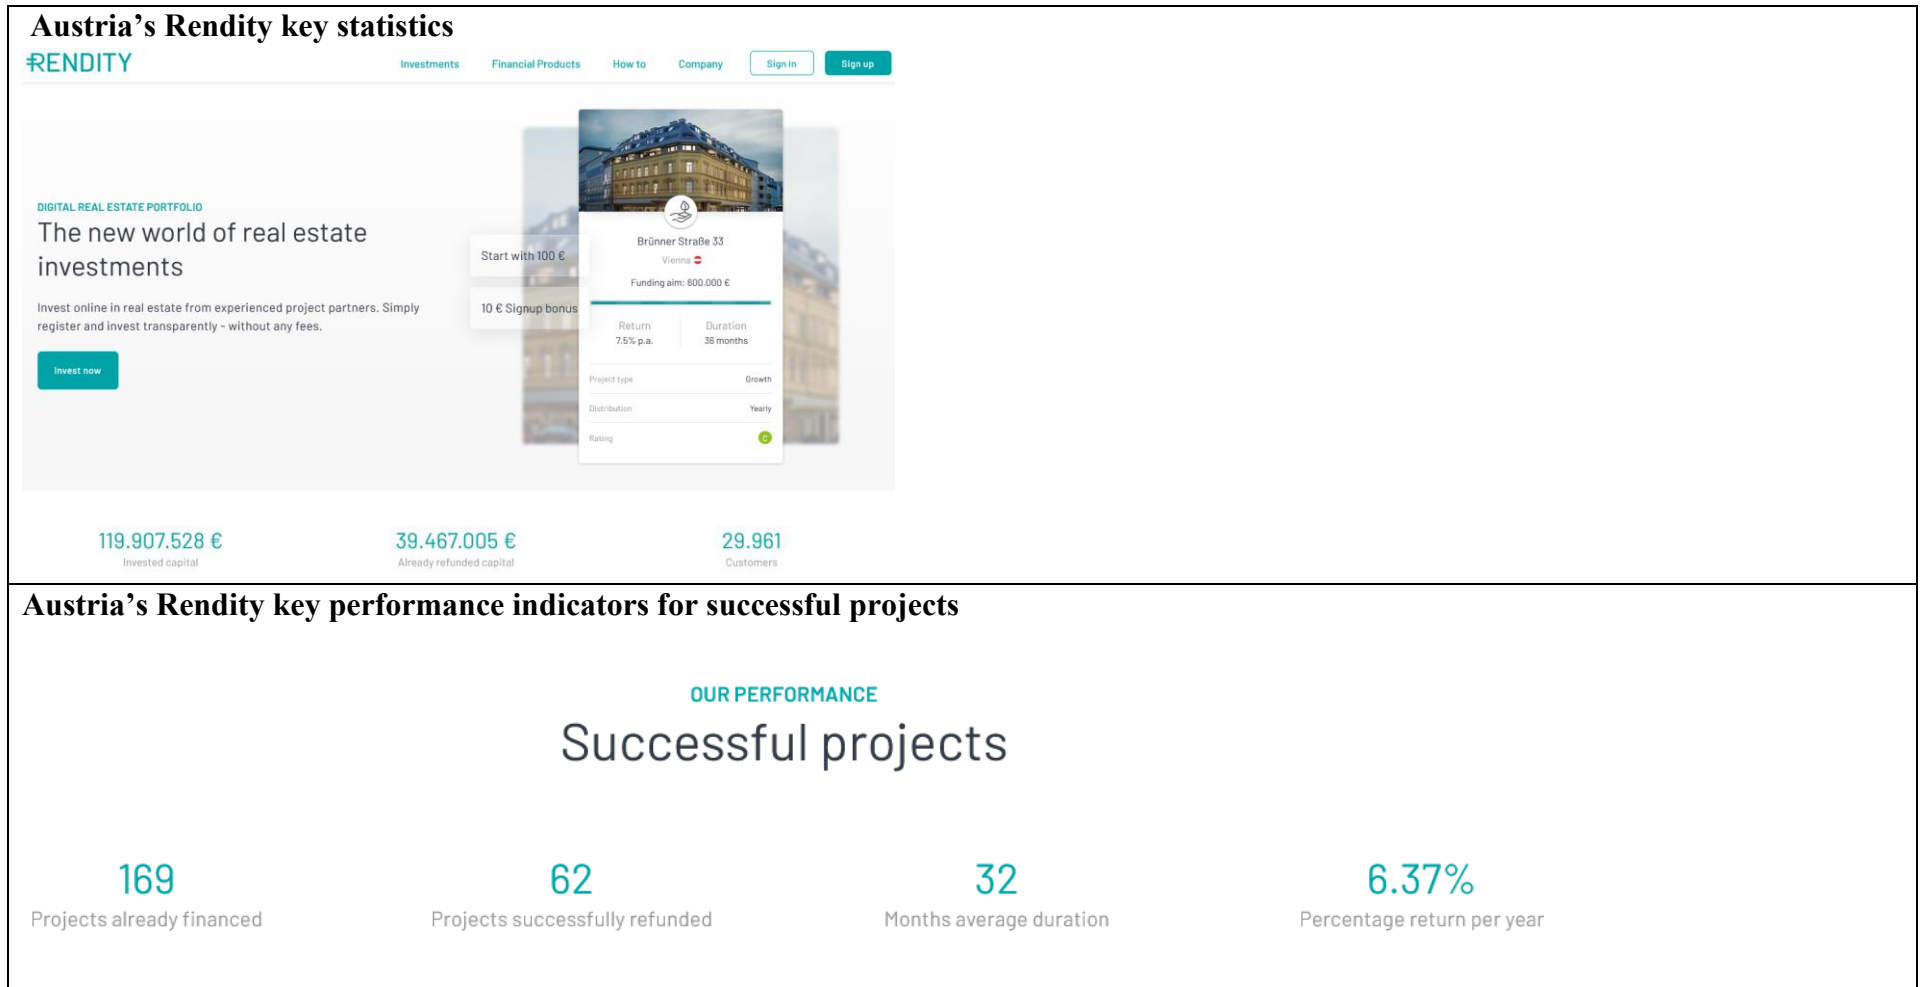 Austria’s Rendity key statistics
RENDITY
Investments Financial Products How to Company Sign in Sign up
DIGITAL REAL ESTATE PORTFOLIO
The new world of real estate
investments
Invest online in real estate from experienced project partners. Simply
register and invest transparently - without any fees.
Invest now
Start with 100 €
10 € Signup bonus
Brünner Straße 33
Vienna
Funding aim: 600.000 €
Return Duration
7.5% p.a. 36 months
Project type Growth
Distribution Yearly
Rating C
119.907.528 € 39.467.005 € 29.961
Invested capital Already refunded capital Customers
Austria’s Rendity key performance indicators for successful projects
OUR PERFORMANCE
Successful projects
169 62 32 6.37%
Projects already financed Projects successfully refunded Months average duration Percentage return per year